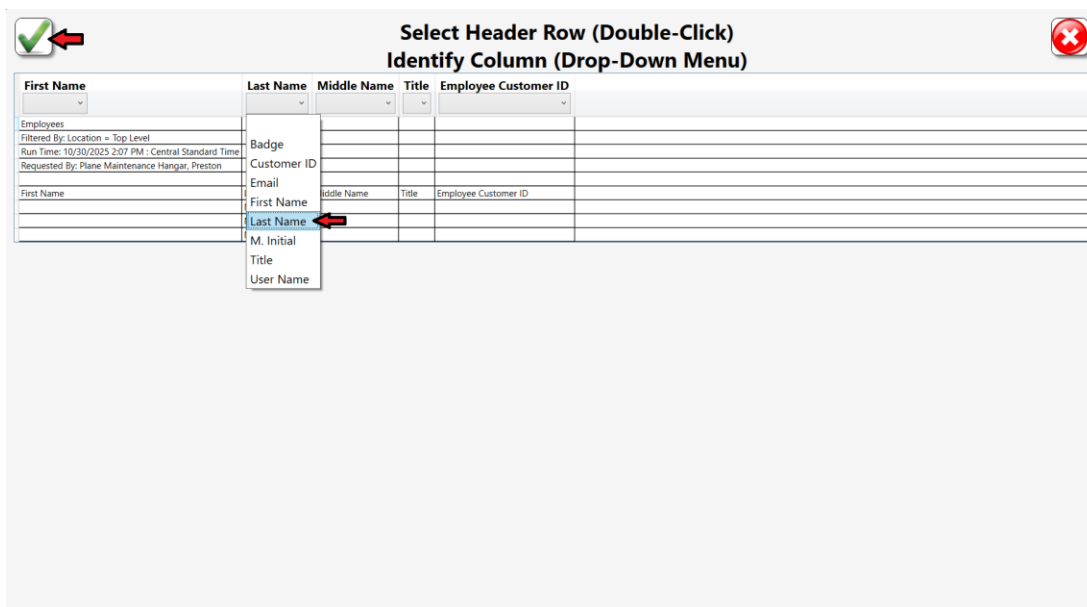 Select Header Row (Double-Click)
Identify Column (Drop-Down Menu)
First Name Last Name Middle Name Title Employee Customer ID
Employees
Filtered By: Location = Top Level
Run Time: 10/30/2025 2:07 PM : Central Standard Time
Requested By: Plane Maintenance Hangar, Preston
First Name iddle Name Title Employee Customer ID
Badge
Customer ID
Email
First Name
Last Name
M. Initial
Title
User Name